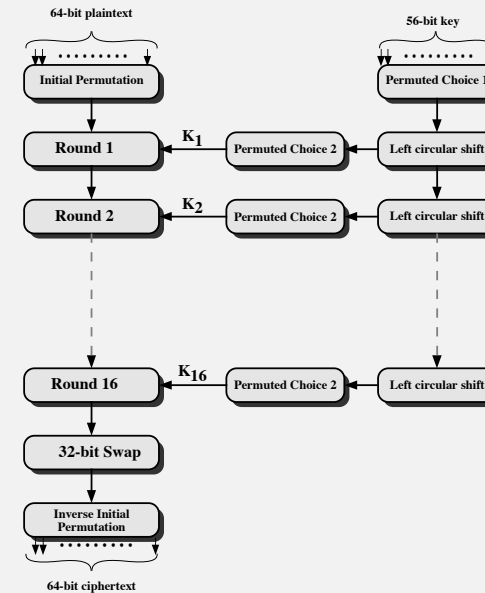 64-bit plaintext
56-bit key
Initial Permutation
Permuted Choice 1
Round 1
K1
Permuted Choice 2
Left circular shift
Round 2
K2
Permuted Choice 2
Left circular shift
Round 16
K16
Permuted Choice 2
Left circular shift
32-bit Swap
Inverse Initial
Permutation
64-bit ciphertext